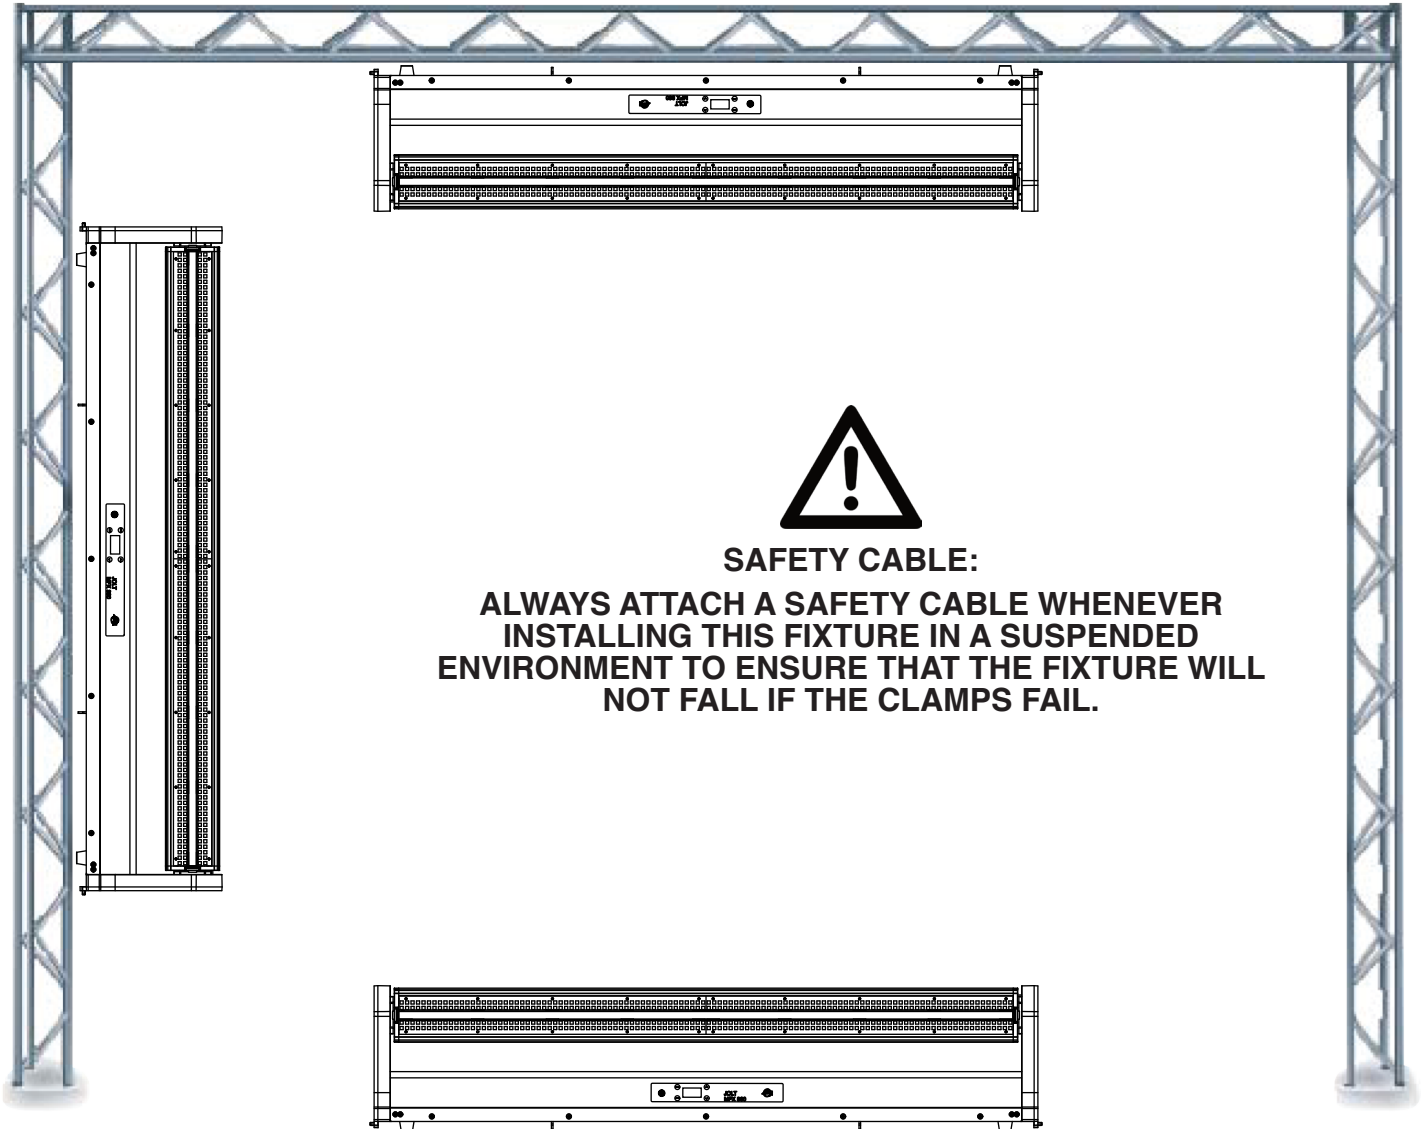 SAFETY CABLE:
ALWAYS ATTACH A SAFETY CABLE WHENEVER
INSTALLING THIS FIXTURE IN A SUSPENDED
ENVIRONMENT TO ENSURE THAT THE FIXTURE WILL
NOT FALL IF THE CLAMPS FAIL.
JOLT